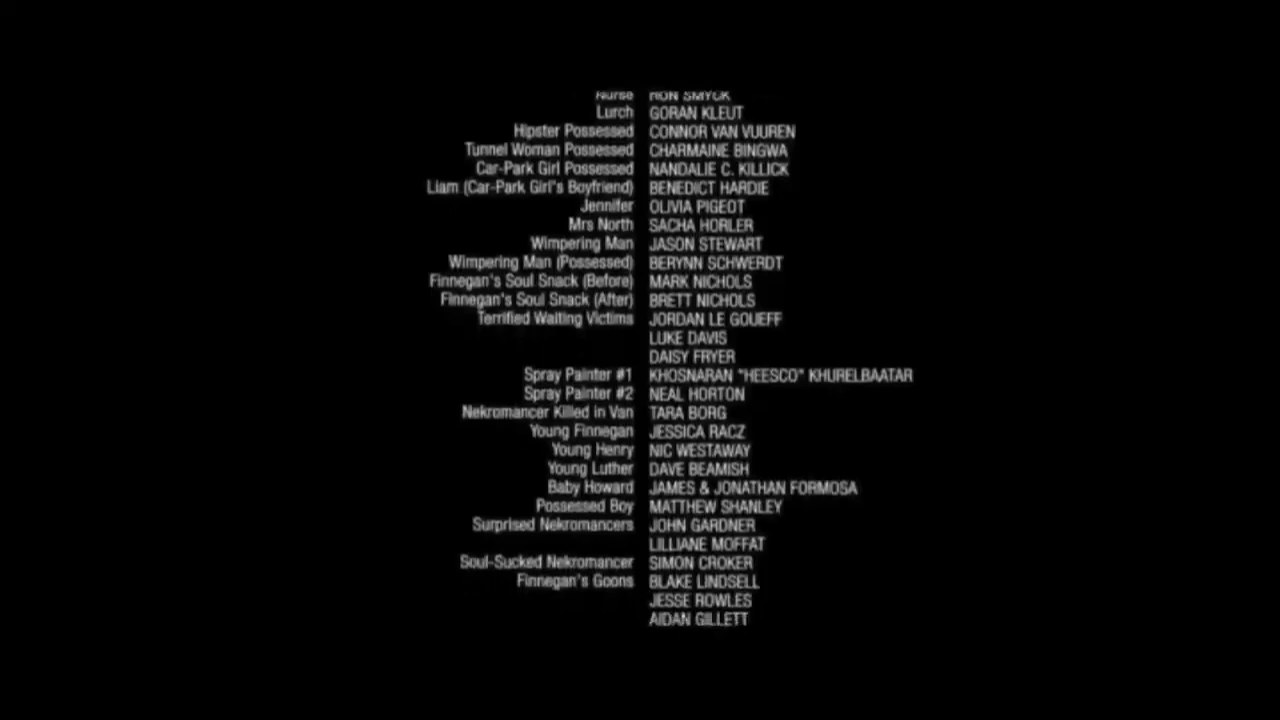 Nurse RON SMYCK
Lurch GORAN KLEUT
Hipster Possessed CONNOR VAN VUUREN
Tunnel Woman Possessed CHARMAINE BINGWA
Car-Park Girl Possessed NANDALIE C. KILLICK
Liam (Car-Park Girl's Boyfriend) BENEDICT HARDIE
Jennifer OLIVIA PIGEOT
Mrs North SACHA HORLER
Wimpering Man JASON STEWART
Wimpering Man (Possessed) BERYNN SCHWERDT
Finnegan's Soul Snack (Before) MARK NICHOLS
Finnegan's Soul Snack (After) BRETT NICHOLS
Terrified Waiting Victims JORDAN LE GOUEFF
LUKE DAVIS
DAISY FRYER
Spray Painter #1 KHOSNARAN "HEESCO" KHURELBAATAR
Spray Painter #2 NEAL HORTON
Nekromancer Killed in Van TARA BORG
Young Finnegan JESSICA RACZ
Young Henry NIC WESTAWAY
Young Luther DAVE BEAMISH
Baby Howard JAMES & JONATHAN FORMOSA
Possessed Boy MATTHEW SHANLEY
Surprised Nekromancers JOHN GARDNER
LILLIANE MOFFAT
Soul-Sucked Nekromancer SIMON CROKER
Finnegan's Goons BLAKE LINDSELL
JESSE ROWLES
AIDAN GILLETT